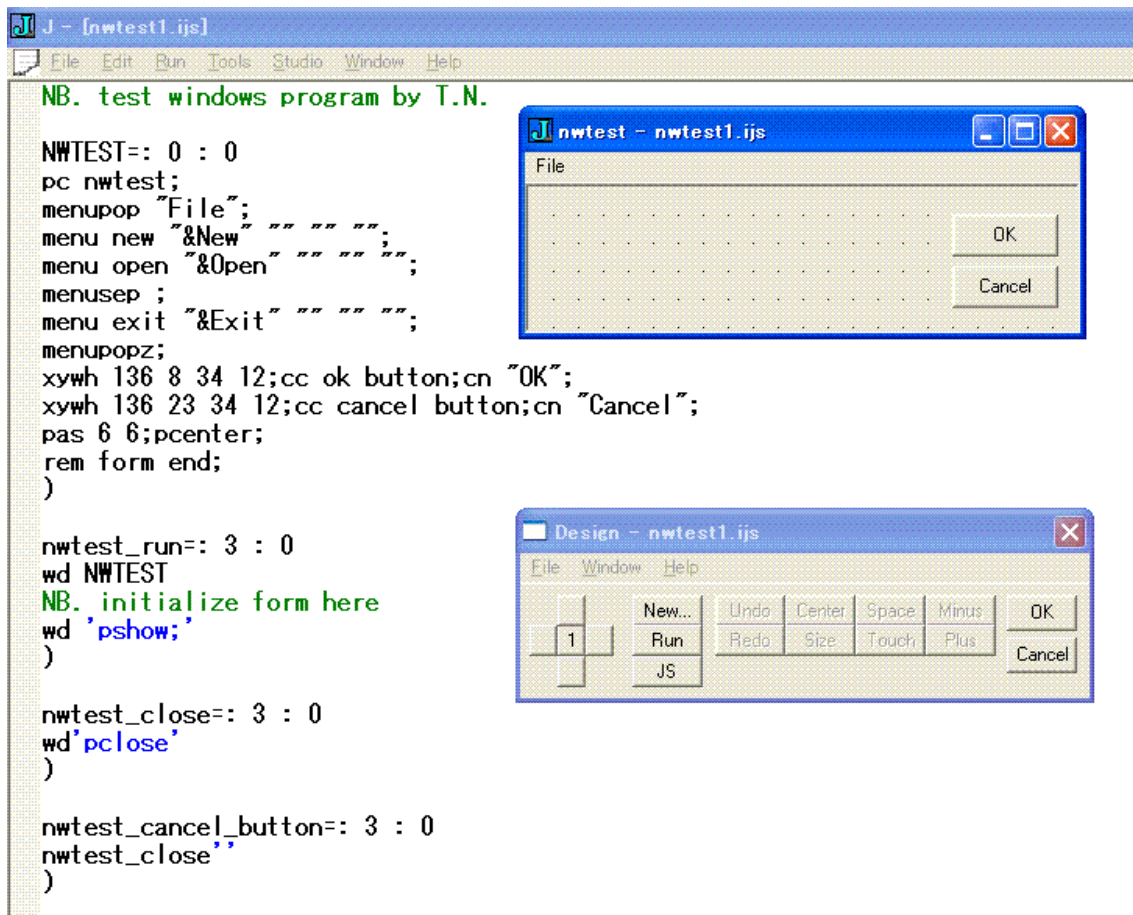 J - [nwtest1.ijs]
File Edit Run Tools Studio Window Help
NB. test windows program by T.N.
NWTEST=: 0 : 0
pc nwtest;
menupop "File";
menu new "&New" "" "" "";
menu open "&Open" "" "" "";
menusep ;
menu exit "&Exit" "" "" "";
menupopz;
xywh 136 8 34 12;cc ok button;cn "OK";
xywh 136 23 34 12;cc cancel button;cn "Cancel";
pas 6 6;pcenter;
rem form end;
)
nwtest_run=: 3 : 0
wd NWTEST
NB. initialize form here
wd 'pshow;'
)
nwtest_close=: 3 : 0
wd'pclose'
)
nwtest_cancel_button=: 3 : 0
nwtest_close''
)
nwtest - nwtest1.ijs
File
OK
Cancel
Design - nwtest1.ijs
File Window Help
New... Undo Center Space Minus OK
1 Run Redo Size Touch Plus Cancel
JS